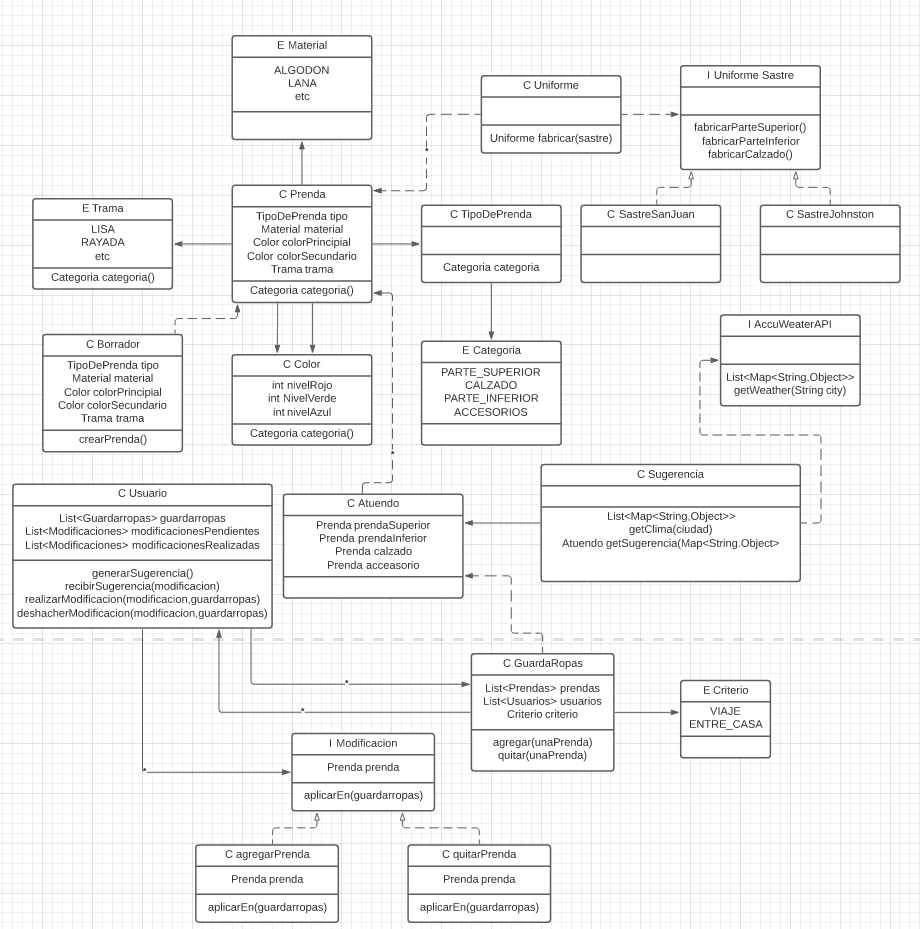 E Material
ALGODON
LANA
etc
C Uniforme
Uniforme fabricar(sastre)
I Uniforme Sastre
fabricarParteSuperior()
fabricarParteInferior
fabricarCalzado()
*
C Prenda
TipoDePrenda tipo
Material material
Color colorPrincipial
Color colorSecundario
Trama trama
Categoria categoria()
E Trama
LISA
RAYADA
etc
Categoria categoria()
C TipoDePrenda
Categoria categoria
C SastreSanJuan
C SastreJohnston
C Borrador
TipoDePrenda tipo
Material material
Color colorPrincipial
Color colorSecundario
Trama trama
crearPrenda()
C Color
int nivelRojo
int NivelVerde
int nivelAzul
Categoria categoria()
E Categoria
PARTE_SUPERIOR
CALZADO
PARTE_INFERIOR
ACCESORIOS
I AccuWeaterAPI
List<Map<String,Object>>
getWeather(String city)
*
C Usuario
List<Guardarropas> guardarropas
List<Modificaciones> modificacionesPendientes
List<Modificaciones> modificacionesRealizadas
generarSugerencia()
recibirSugerencia(modificacion)
realizarModificacion(modificacion,guardarropas)
deshacherModificacion(modificacion,guardarropas)
C Atuendo
Prenda prendaSuperior
Prenda prendaInferior
Prenda calzado
Prenda acceasorio
C Sugerencia
List<Map<String,Object>>
getClima(ciudad)
Atuendo getSugerencia(Map<String.Object>
C GuardaRopas
List<Prendas> prendas
List<Usuarios> usuarios
Criterio criterio
agregar(unaPrenda)
quitar(unaPrenda)
E Criterio
VIAJE
ENTRE_CASA
*
*
*
I Modificacion
Prenda prenda
aplicarEn(guardarropas)
C agregarPrenda
Prenda prenda
aplicarEn(guardarropas)
C quitarPrenda
Prenda prenda
aplicarEn(guardarropas)